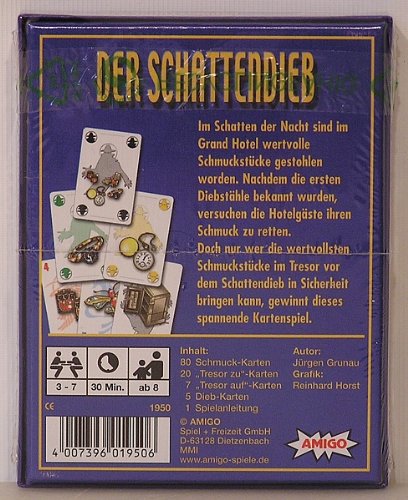 DER SCHATTENDIEB
Im Schatten der Nacht sind im
Grand Hotel wertvolle
Schmuckstücke gestohlen
worden. Nachdem die ersten
Diebstähle bekannt wurden,
versuchen die Hotelgäste ihren
Schmuck zu retten.
Doch nur wer die wertvollsten
Schmuckstücke im Tresor vor
dem Schattendieb in Sicherheit
bringen kann, gewinnt dieses
spannende Kartenspiel.
3 - 7
30 Min.
ab 8
Inhalt:
80 Schmuck-Karten
20 „Tresor zu"-Karten
7 „Tresor auf"-Karten
5 Dieb-Karten
1 Spielanleitung
Autor:
Jürgen Grunau
Grafik:
Reinhard Horst
CE
1950
4 007396 019506
© AMIGO
Spiel + Freizeit GmbH
D-63128 Dietzenbach
MMI
www.amigo-spiele.de
AMIGO